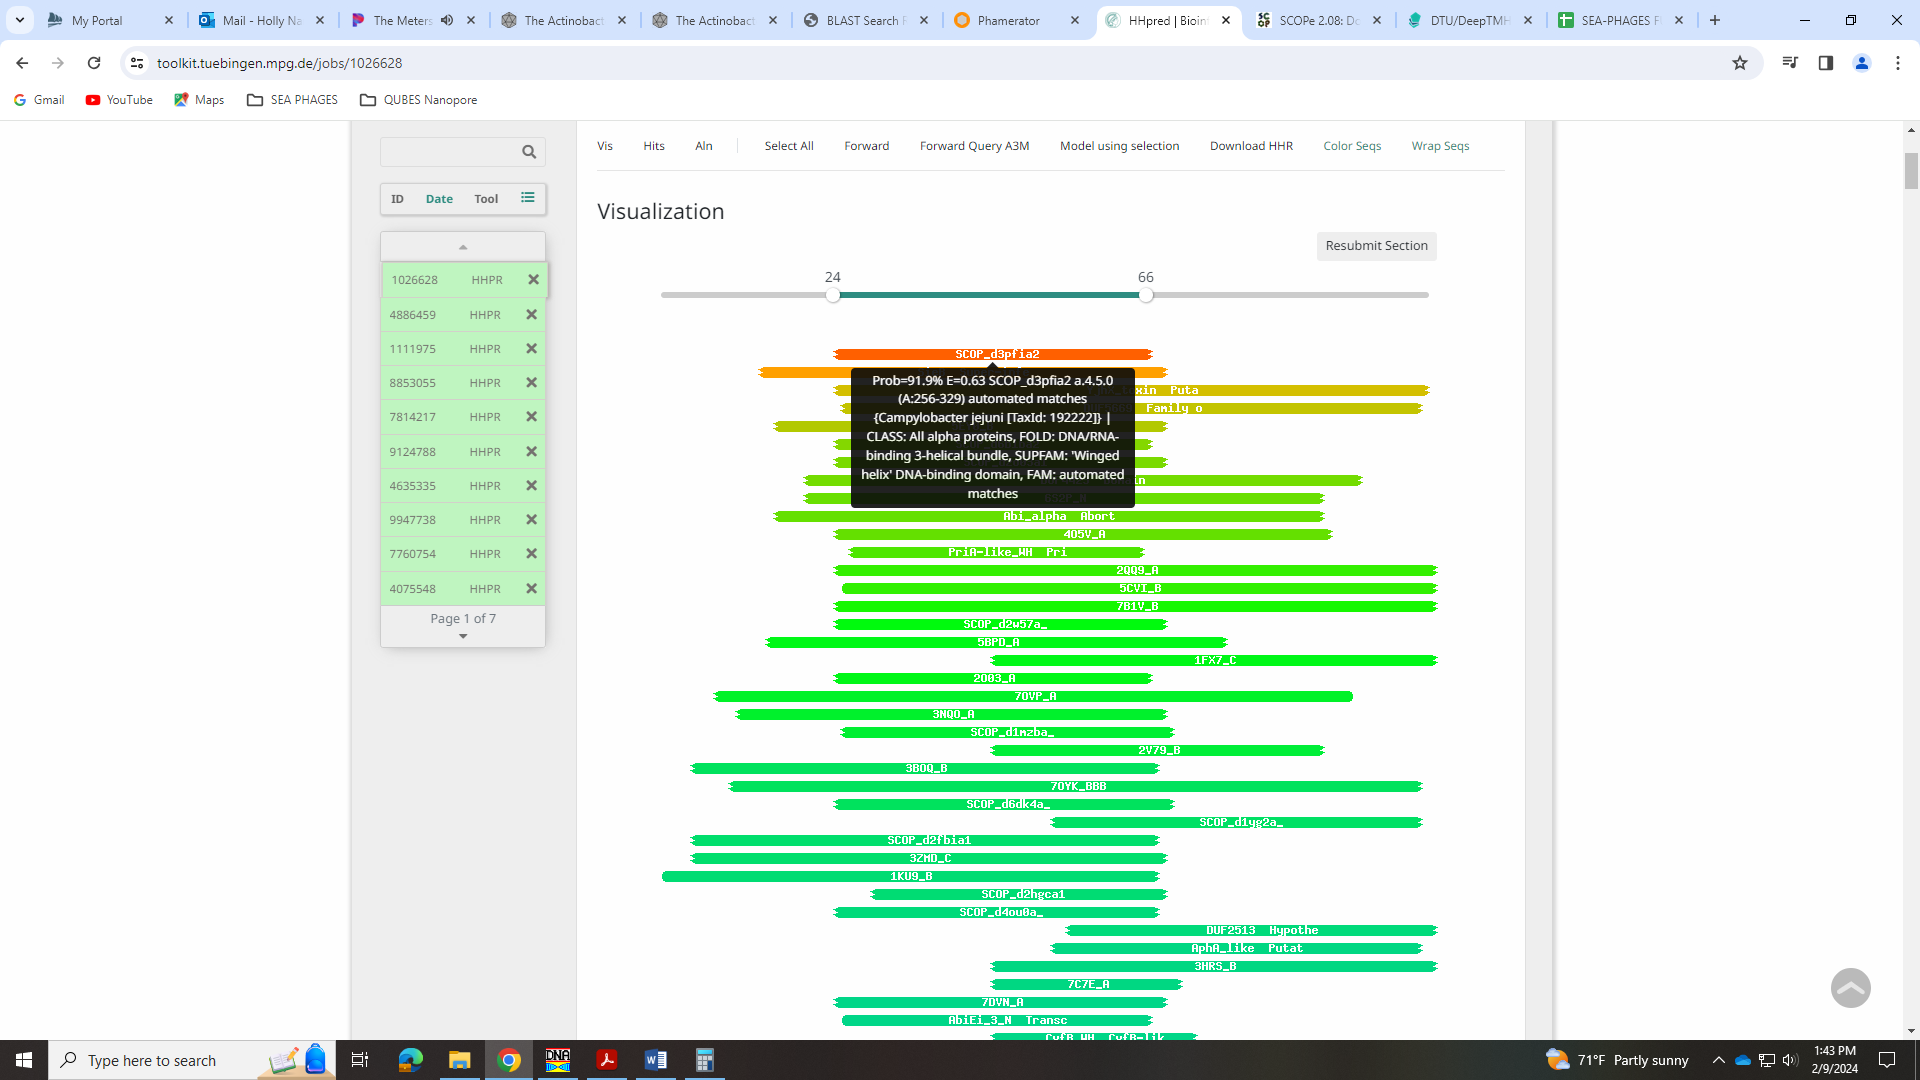 My Portal
Mail - Holly Na
The Meters
The Actinobact
The Actinobact
BLAST Search R
Phamerator
HHpred | Bioin
SCOPe 2.08: Do
DTU/DeepTMH
SEA-PHAGES F
toolkit.tuebingen.mpg.de/jobs/1026628
Gmail
YouTube
Maps
SEA PHAGES
QUBES Nanopore
Vis
Hits
Aln
Select All
Forward
Forward Query A3M
Model using selection
Download HHR
Color Seqs
Wrap Seqs
ID
Date
Tool
1026628 HHPR
4886459 HHPR
1111975 HHPR
8853055 HHPR
7814217 HHPR
9124788 HHPR
4635335 HHPR
9947738 HHPR
7760754 HHPR
4075548 HHPR
Page 1 of 7
Visualization
Resubmit Section
24
66
SCOP_d3pfia2
Prob=91.9% E=0.63 SCOP_d3pfia2 a.4.5.0
(A:256-329) automated matches
{Campylobacter jejuni [TaxId: 192222]} |
CLASS: All alpha proteins, FOLD: DNA/RNA-
binding 3-helical bundle, SUPFAM: 'Winged
helix' DNA-binding domain, FAM: automated
matches
Puta
Family o
Abi_alpha Abort
4O5V_A
PriA-like_WH Pri
2QQ9_A
5CVI_B
7B1V_B
SCOP_d2w57a_
5BPD_A
1FX7_C
2O03_A
7OVP_A
3NQO_A
SCOP_d1mzba_
2V79_B
3BOQ_B
7OYK_BBB
SCOP_d6dk4a_
SCOP_d1yg2a_
SCOP_d2fbia1
3ZMD_C
1KU9_B
SCOP_d2hgca1
SCOP_d4ou0a_
DUF2513 Hypothe
AphA_like Putat
3HRS_B
7C7E_A
7DVN_A
AbiEi_3_N Transc
Type here to search
71°F Partly sunny
1:43 PM
2/9/2024